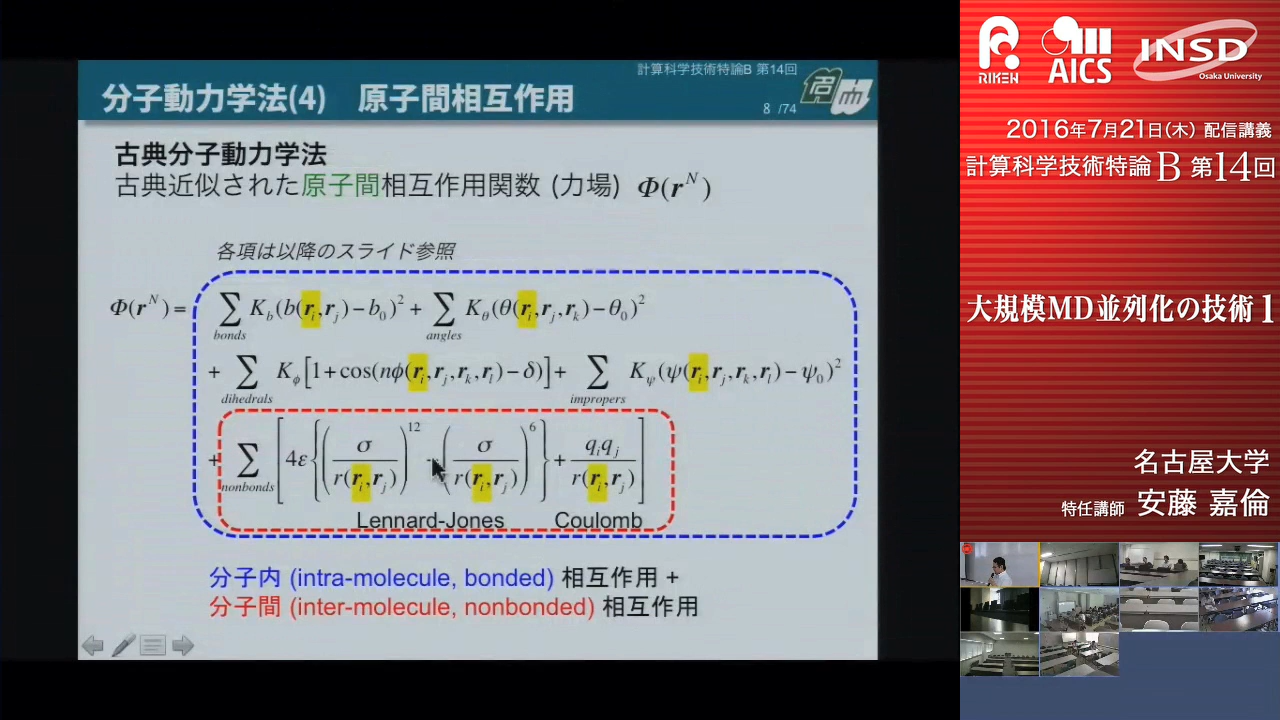 計算科学技術特論B 第14回
分子動力学法(4) 原子間相互作用
8 /74
古典分子動力学法
古典近似された原子間相互作用関数 (力場) Φ(r^N)
各項は以降のスライド参照
Φ(r^N) = ∑_bonds K_b(b(r_i,r_j)−b_0)^2 + ∑_angles K_θ(θ(r_i,r_j,r_k)−θ_0)^2
+ ∑_dihedrals K_ϕ[1+cos(nϕ(r_i,r_j,r_k,r_l)−δ)] + ∑_impropers K_ψ(ψ(r_i,r_j,r_k,r_l)−ψ_0)^2
+ ∑_nonbonds [4ε{(σ/r(r_i,r_j))^12 − (σ/r(r_i,r_j))^6} + q_iq_j/r(r_i,r_j)]
Lennard-Jones Coulomb
分子内 (intra-molecule, bonded) 相互作用 +
分子間 (inter-molecule, nonbonded) 相互作用
RIKEN
AICS
INSD
Osaka University
2016年7月21日(木) 配信講義
計算科学技術特論 B 第14回
大規模MD並列化の技術1
名古屋大学
特任講師 安藤 嘉倫